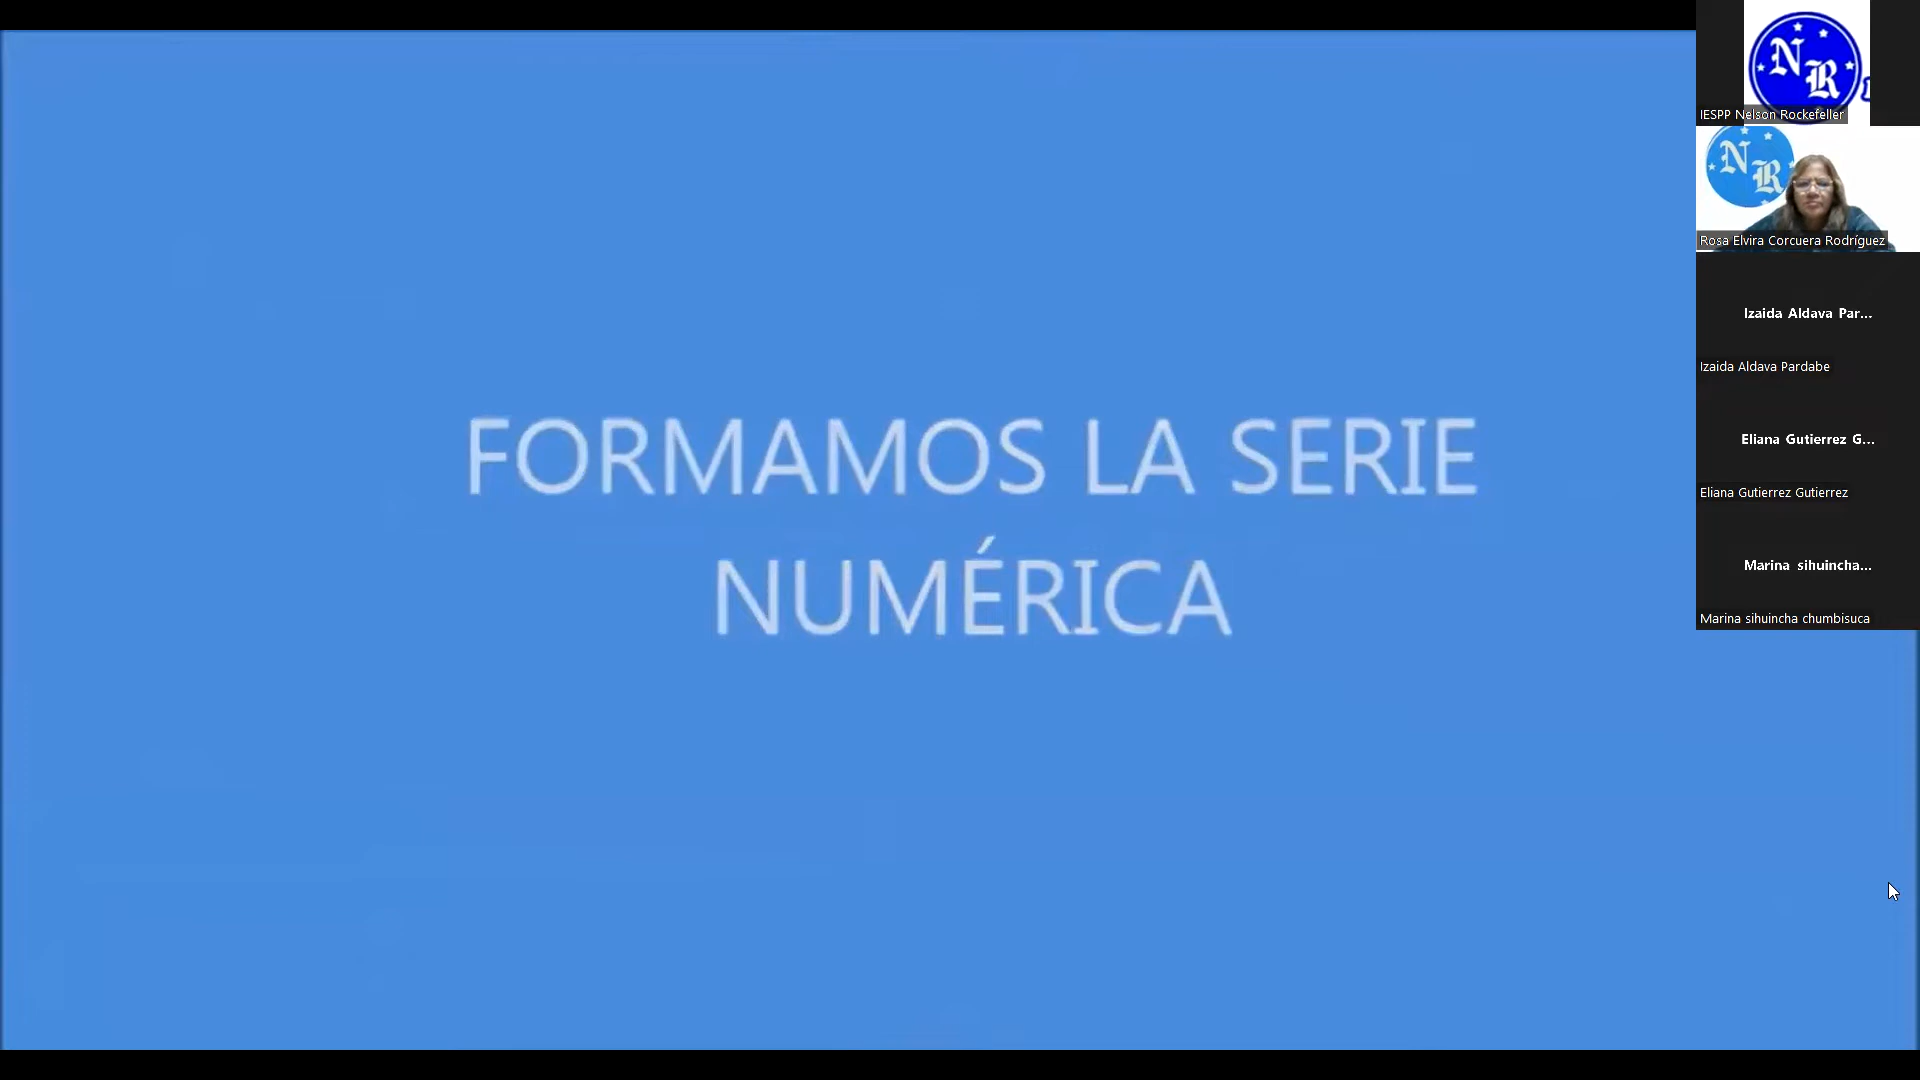 FORMAMOS LA SERIE
NUMÉRICA
N R
IESPP Nelson Rockefeller
N R
Rosa Elvira Corcuera Rodríguez
Izaida Aldava Par...
Izaida Aldava Pardabe
Eliana Gutierrez G...
Eliana Gutierrez Gutierrez
Marina sihuincha...
Marina sihuincha chumbisuca